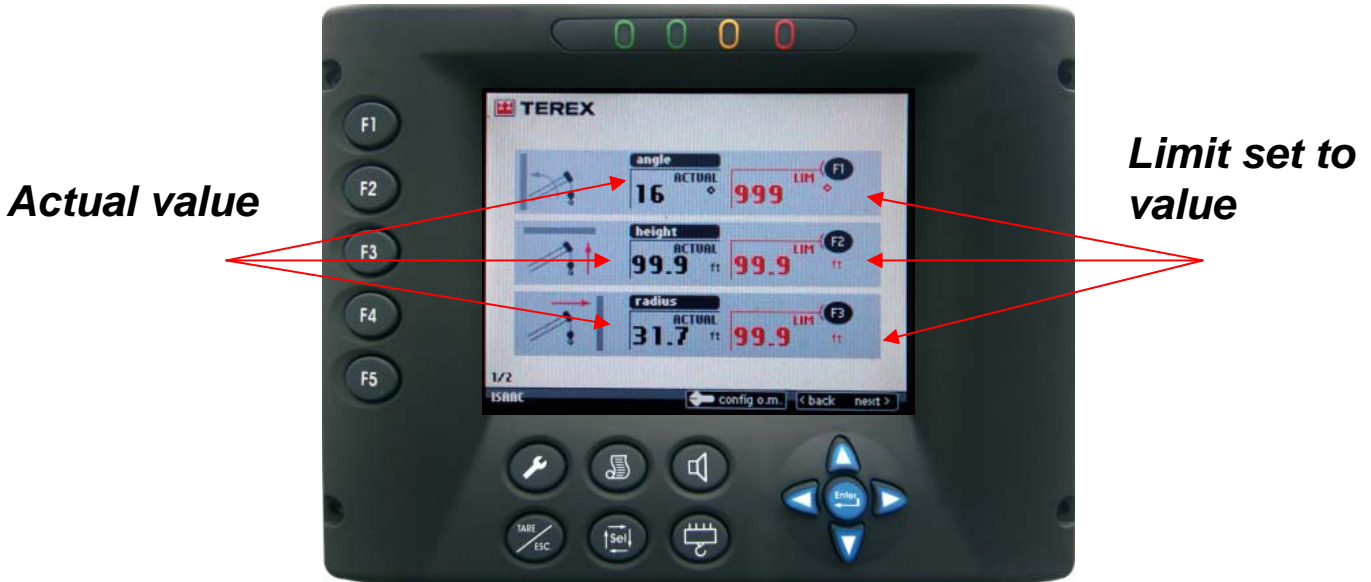 Actual value
Limit set to
value
F1
F2
F3
F4
F5
TEREX
angle
ACTUAL
16 °
LIM
999 °
F1
height
ACTUAL
99.9 ft
LIM
99.9 ft
F2
radius
ACTUAL
31.7 ft
LIM
99.9 ft
F3
1/2
ISAAC
config o.m.
< back next >
Enter
TARE
ESC
Sel